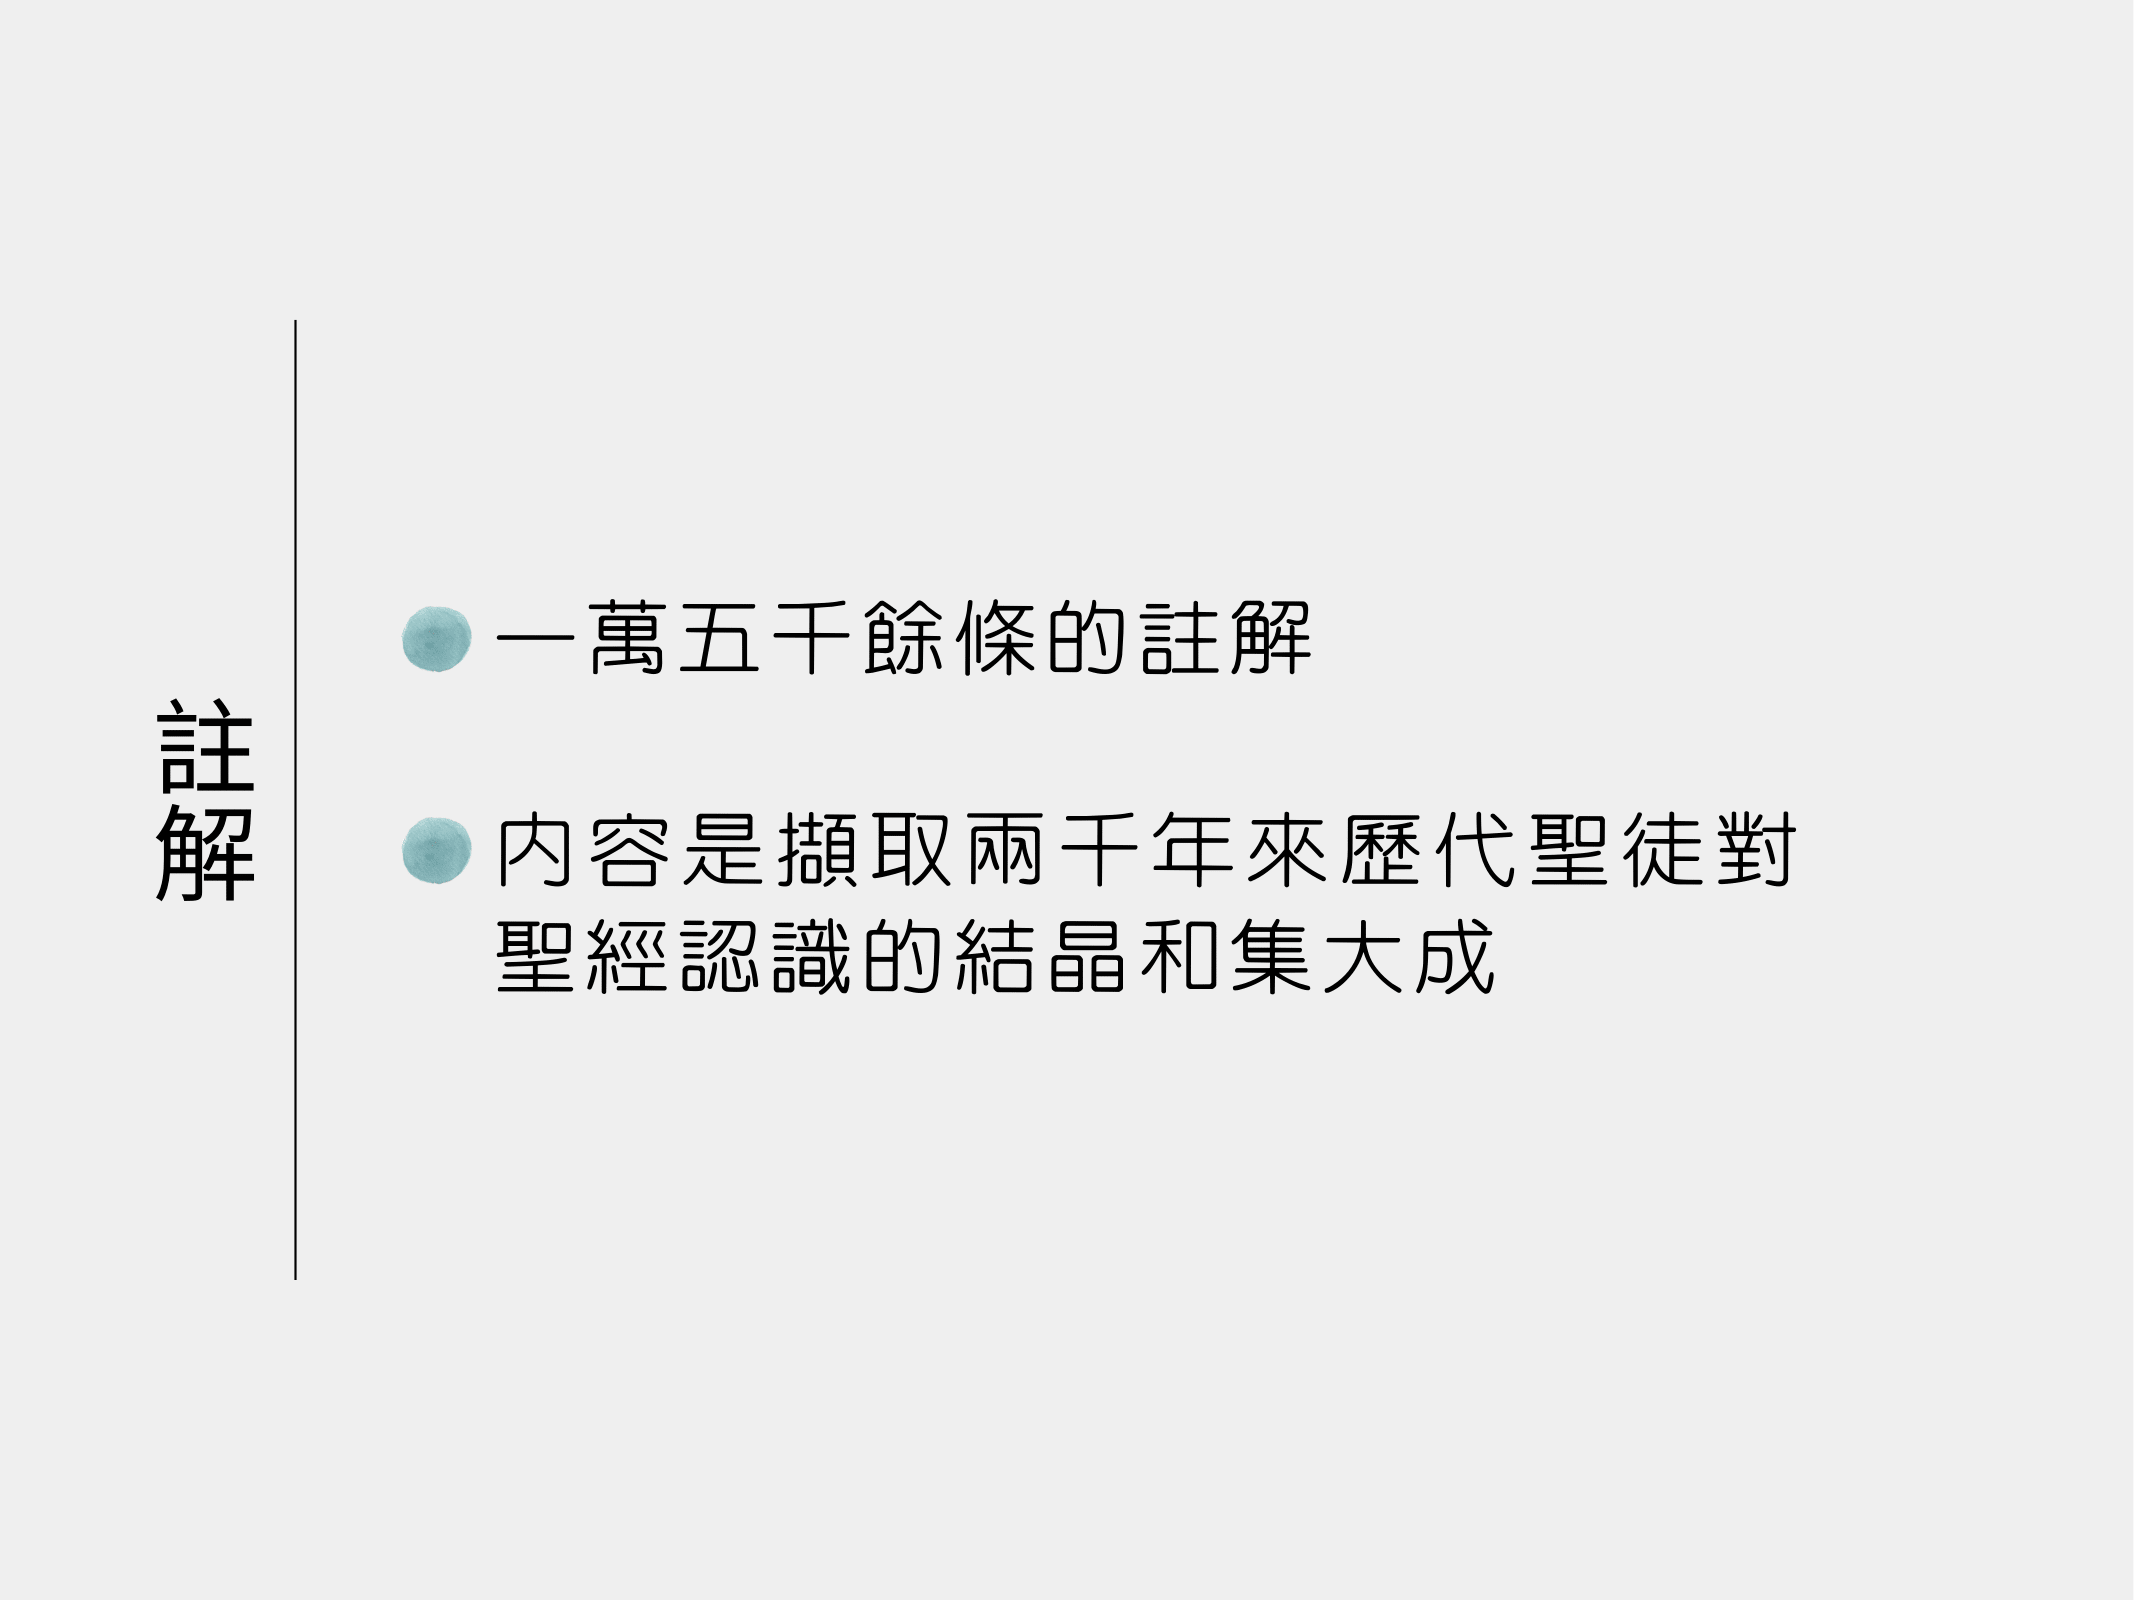 註解
一萬五千餘條的註解
內容是擷取兩千年來歷代聖徒對
聖經認識的結晶和集大成